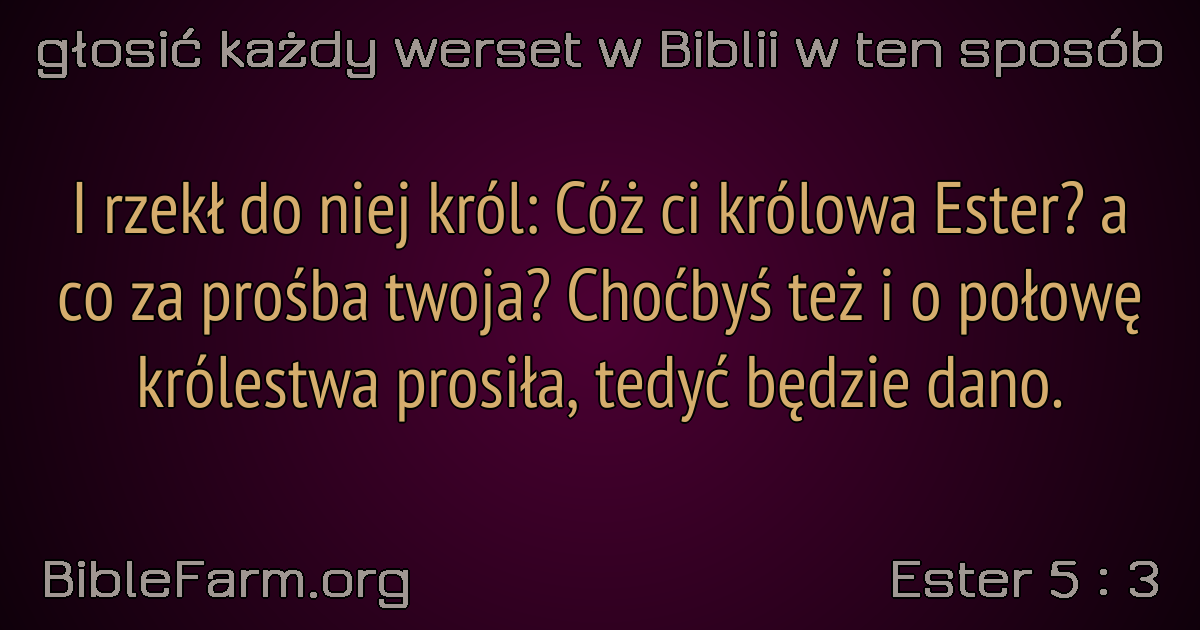 głosić każdy werset w Biblii w ten sposób
I rzekł do niej król: Cóż ci królowa Ester? a
co za prośba twoja? Choćbyś też i o połowę
królestwa prosiła, tedyć będzie dano.
BibleFarm.org
Ester 5 : 3